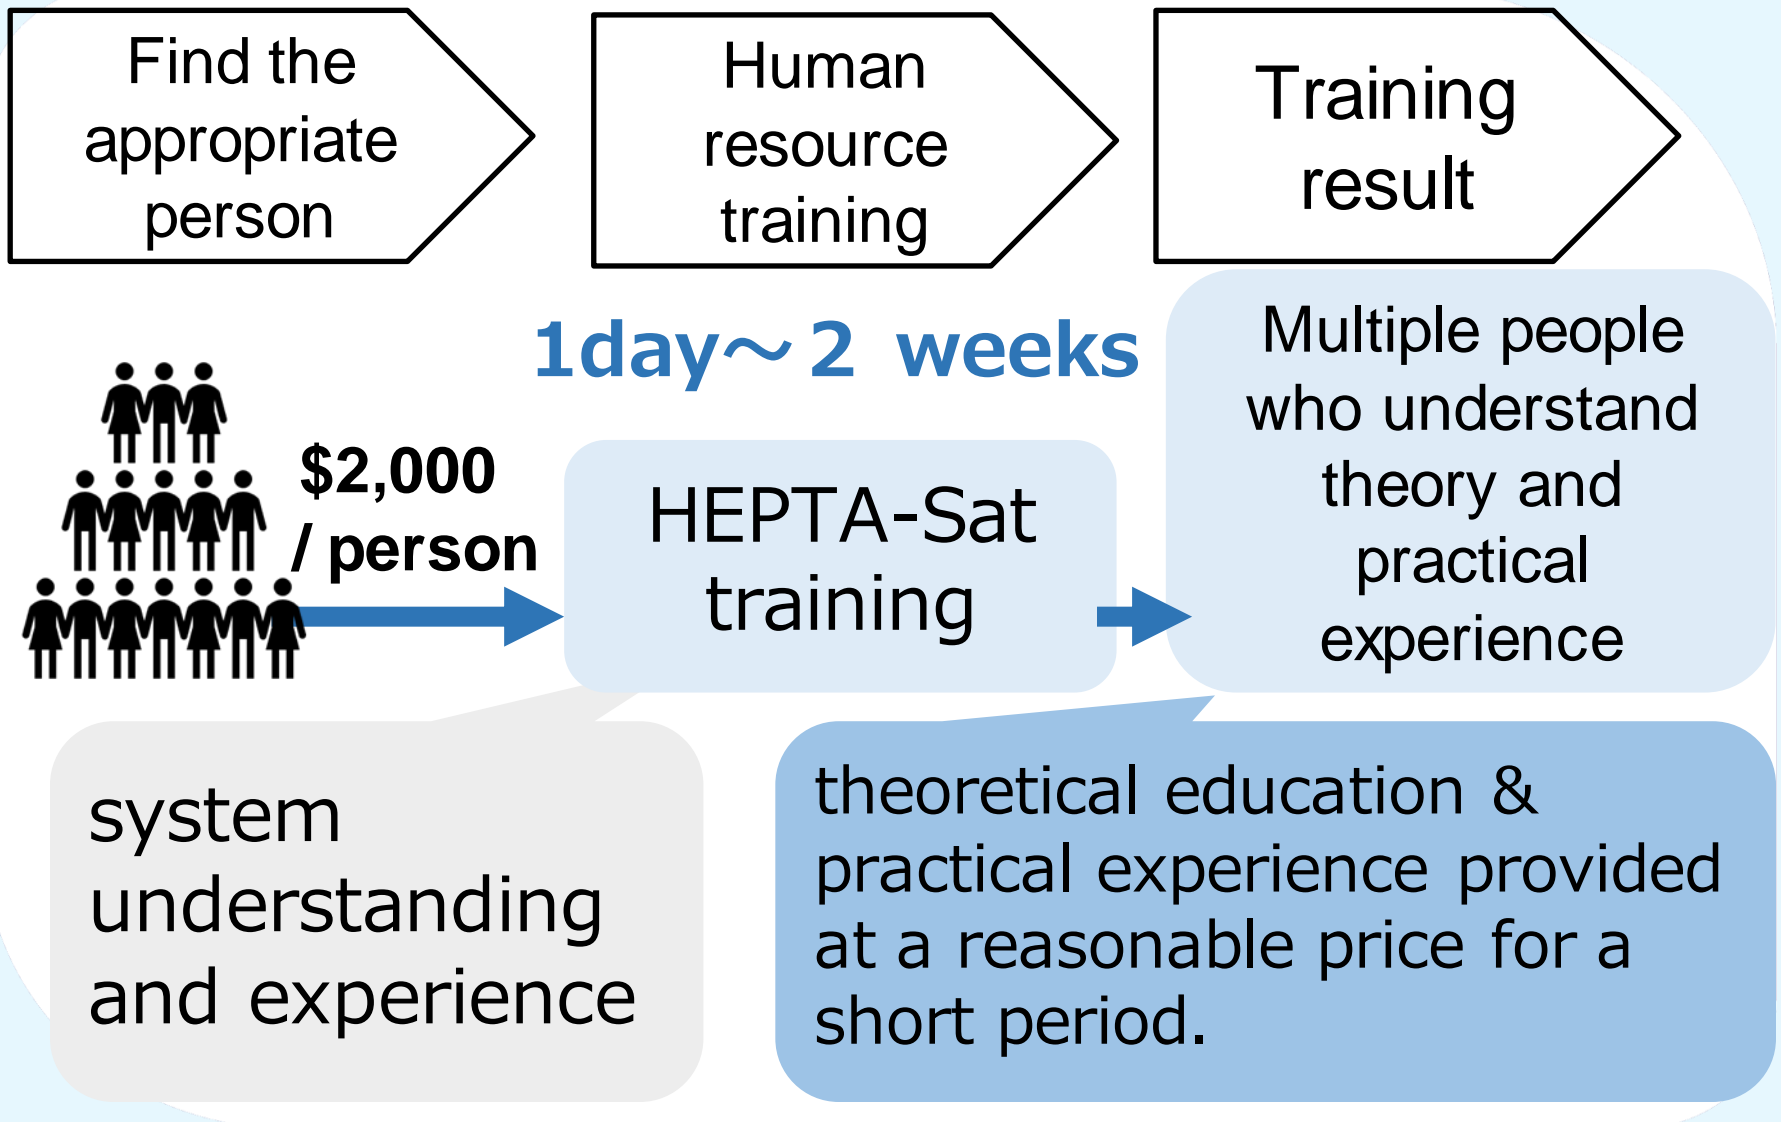 Find the
appropriate
person
Human
resource
training
Training
result
1day～2 weeks
$2,000
/ person
HEPTA-Sat
training
Multiple people
who understand
theory and
practical
experience
system
understanding
and experience
theoretical education &
practical experience provided
at a reasonable price for a
short period.